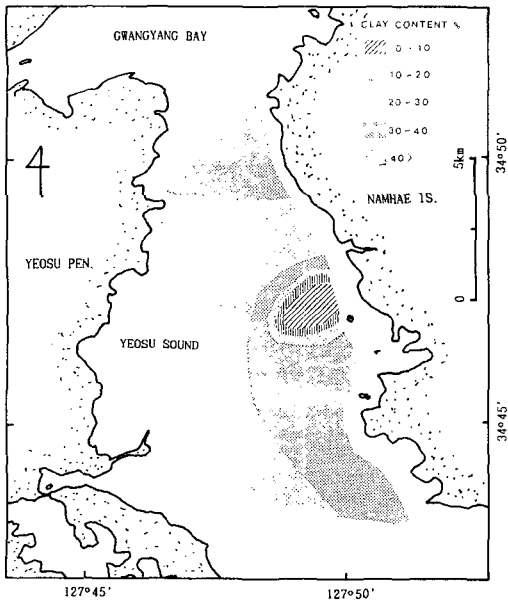 GWANGYANG BAY
CLAY CONTENT %
0-10
10-20
20-30
30-40
40>
4
5km
34°50'
NAMHAE IS.
YEOSU PEN.
0
YEOSU SOUND
34°45'
127°45'
127°50'